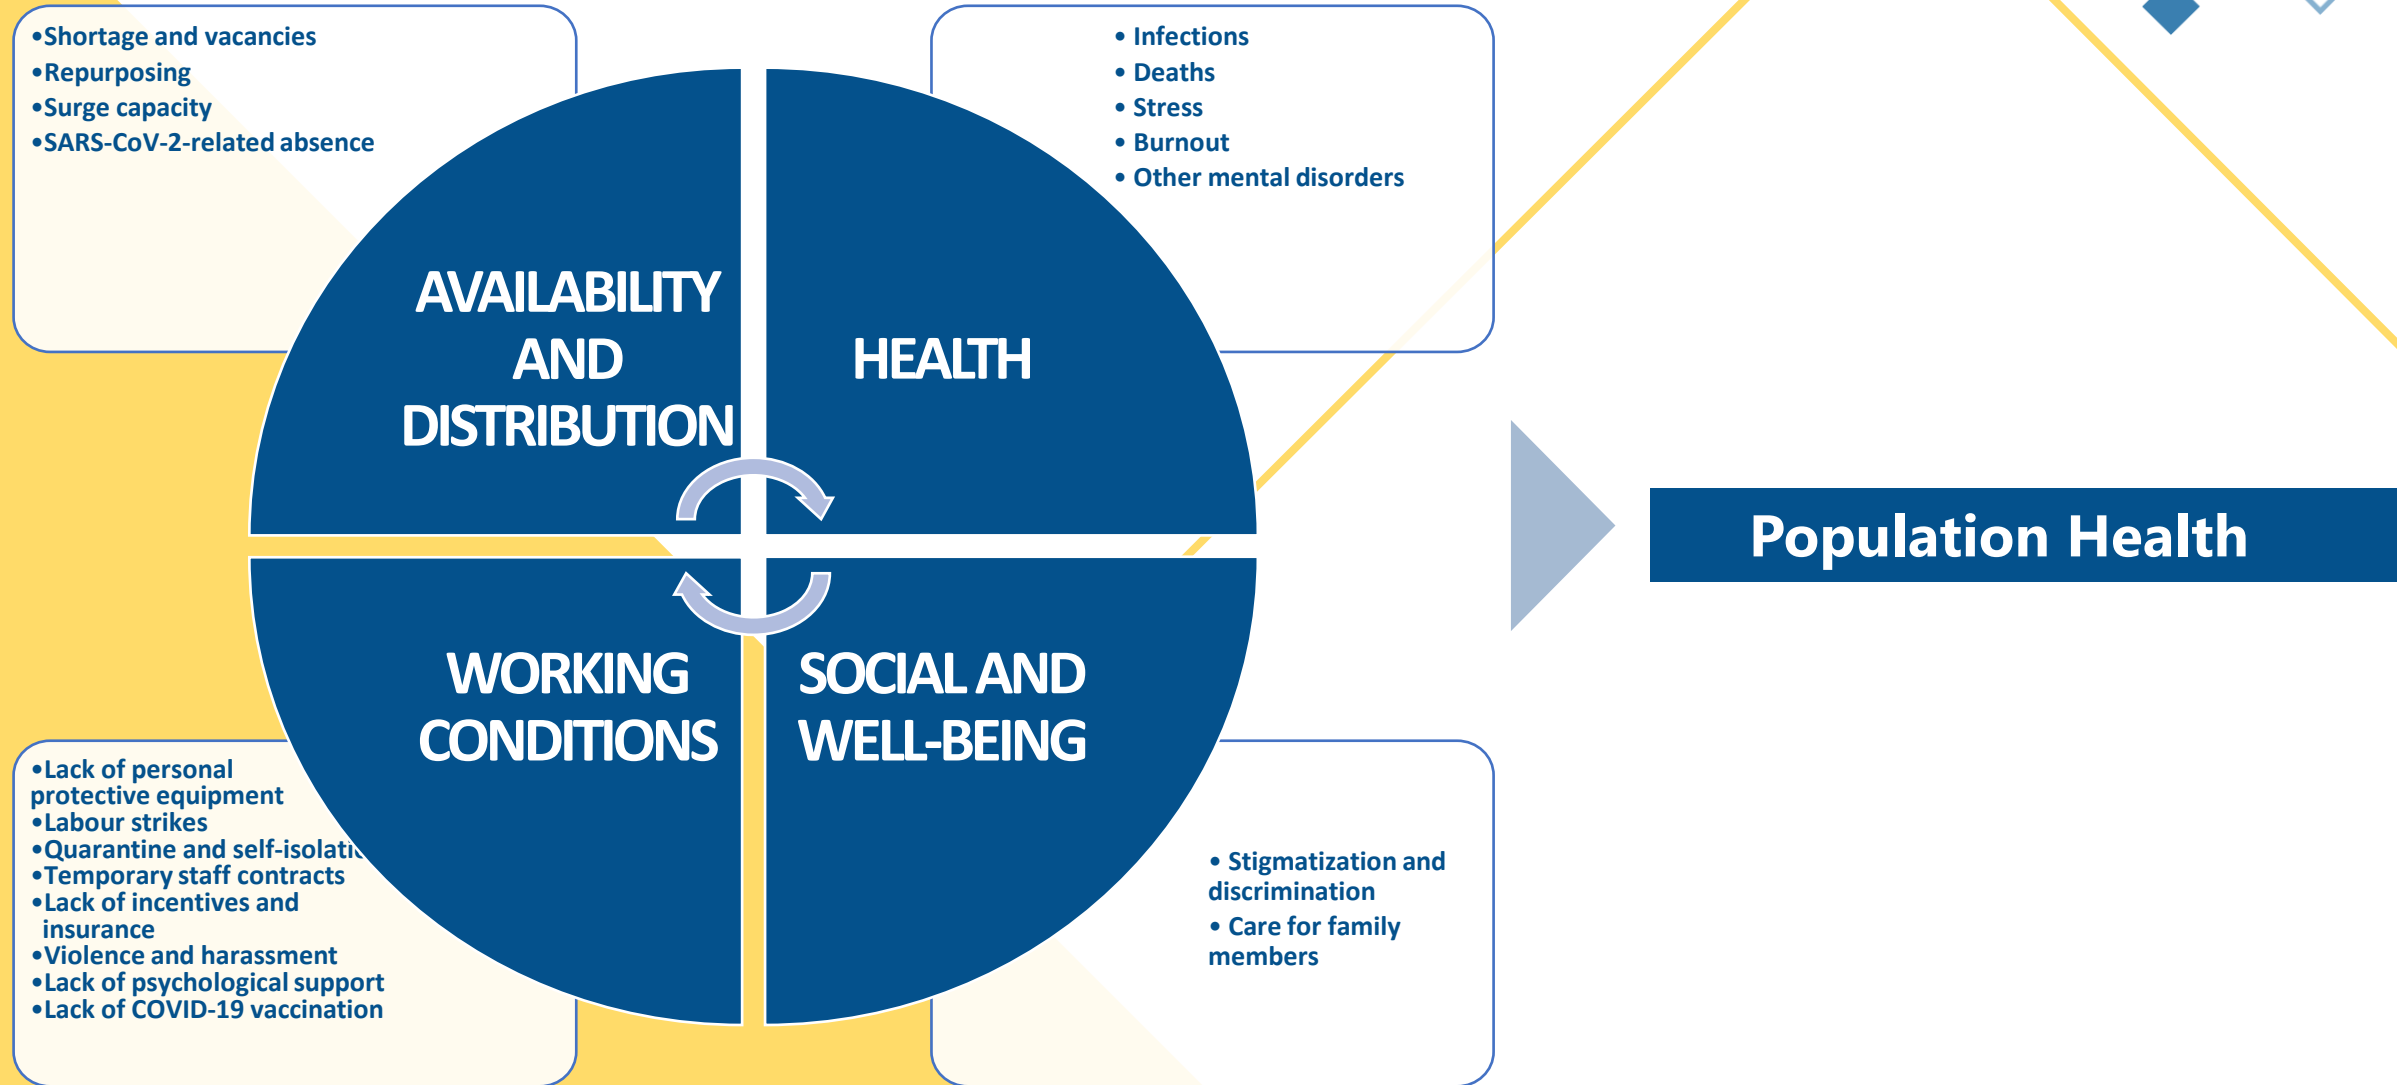 •Shortage and vacancies
•Repurposing
•Surge capacity
•SARS-CoV-2-related absence
• Infections
• Deaths
• Stress
• Burnout
• Other mental disorders
AVAILABILITY
AND
DISTRIBUTION
HEALTH
WORKING
CONDITIONS
SOCIAL AND
WELL-BEING
•Lack of personal
protective equipment
•Labour strikes
•Quarantine and
•Temporary staff contracts
•Lack of incentives and
insurance
•Violence and harassment
•Lack of psychological support
•Lack of COVID-19 vaccination
• Stigmatization and
discrimination
• Care for family
members
Population Health